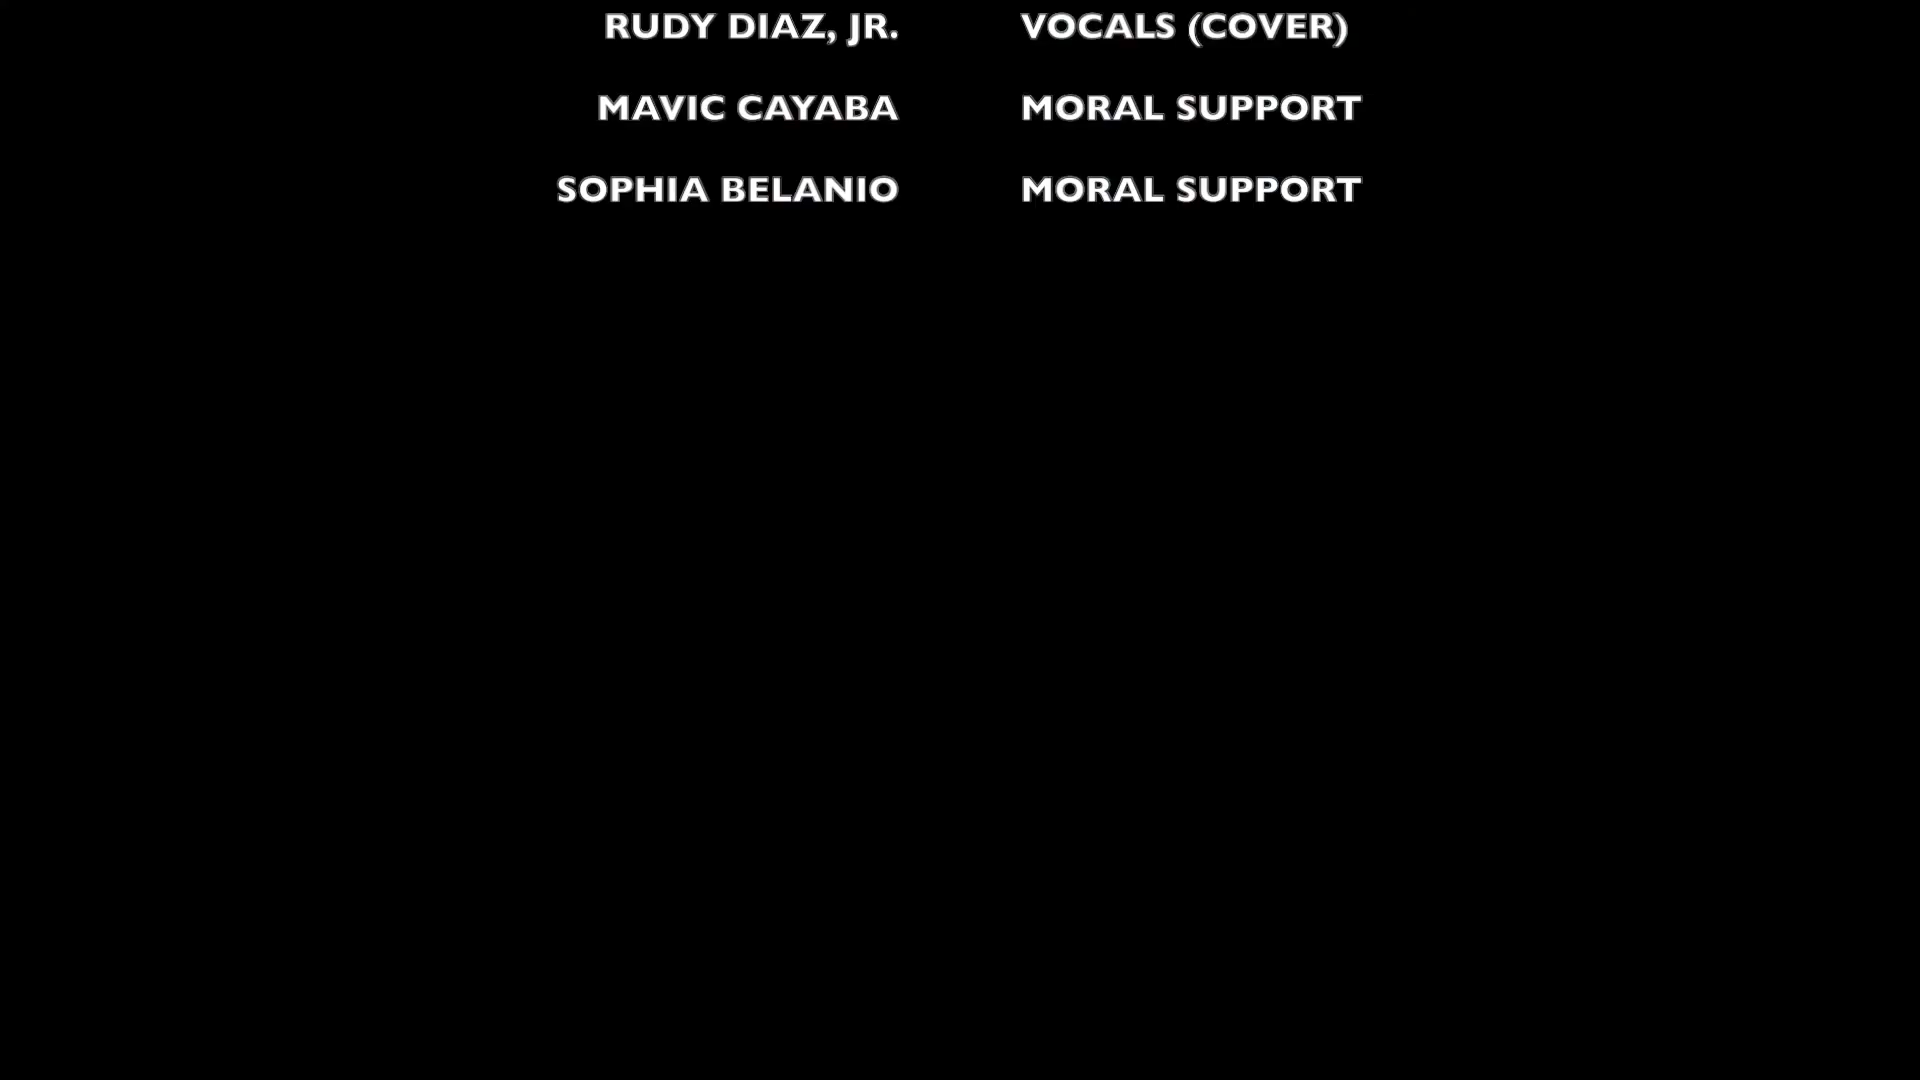 RUDY DIAZ, JR. VOCALS (COVER)
MAVIC CAYABA MORAL SUPPORT
SOPHIA BELANIO MORAL SUPPORT